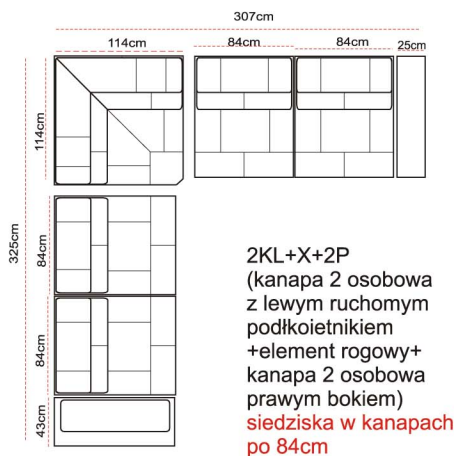 307cm
114cm
84cm
84cm
25cm
114cm
325cm
84cm
84cm
43cm
2KL+X+2P
(kanapa 2 osobowa
z lewym ruchomym
podłkoietnikiem
+element rogowy+
kanapa 2 osobowa
prawym bokiem)
siedziska w kanapach
po 84cm